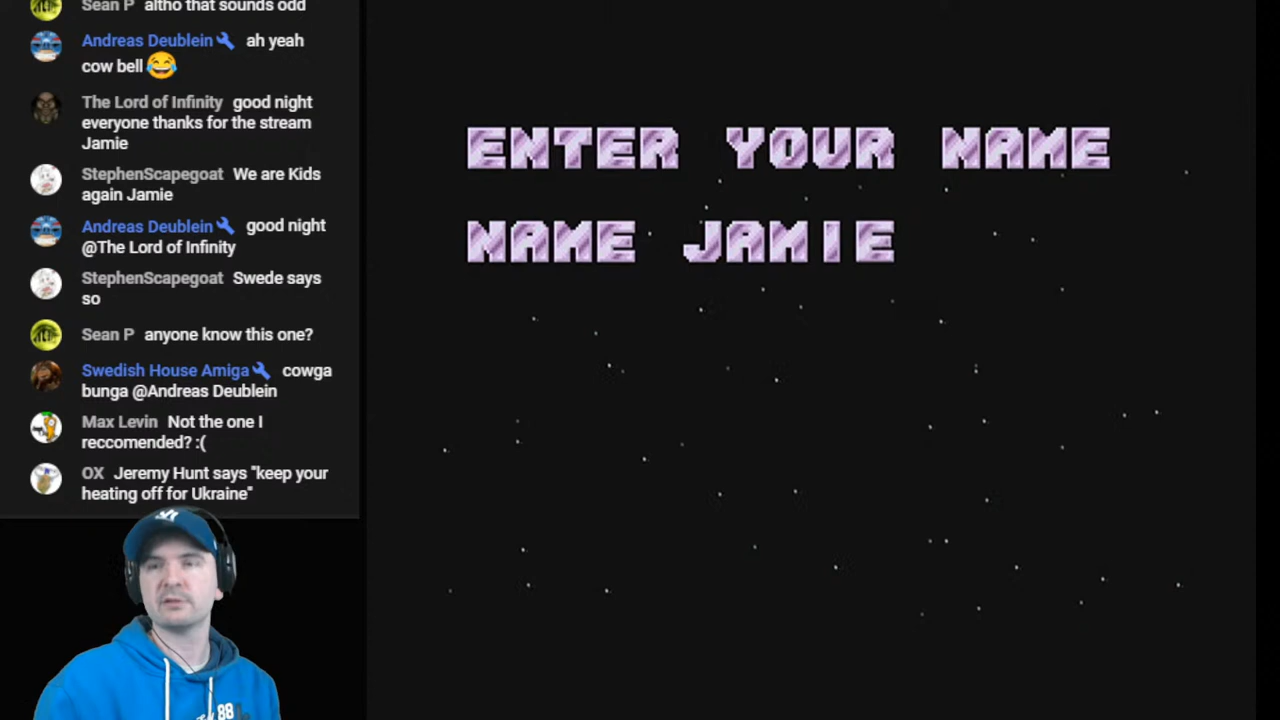 Sean P altho that sounds odd
Andreas Deublein ah yeah
cow bell
The Lord of Infinity good night
everyone thanks for the stream
Jamie
StephenScapegoat We are Kids
again Jamie
Andreas Deublein good night
@The Lord of Infinity
StephenScapegoat Swede says
so
Sean P anyone know this one?
Swedish House Amiga cowga
bunga @Andreas Deublein
Max Levin Not the one I
reccomended? :(
OX Jeremy Hunt says "keep your
heating off for Ukraine"
ENTER YOUR NAME
NAME JAMIE
88